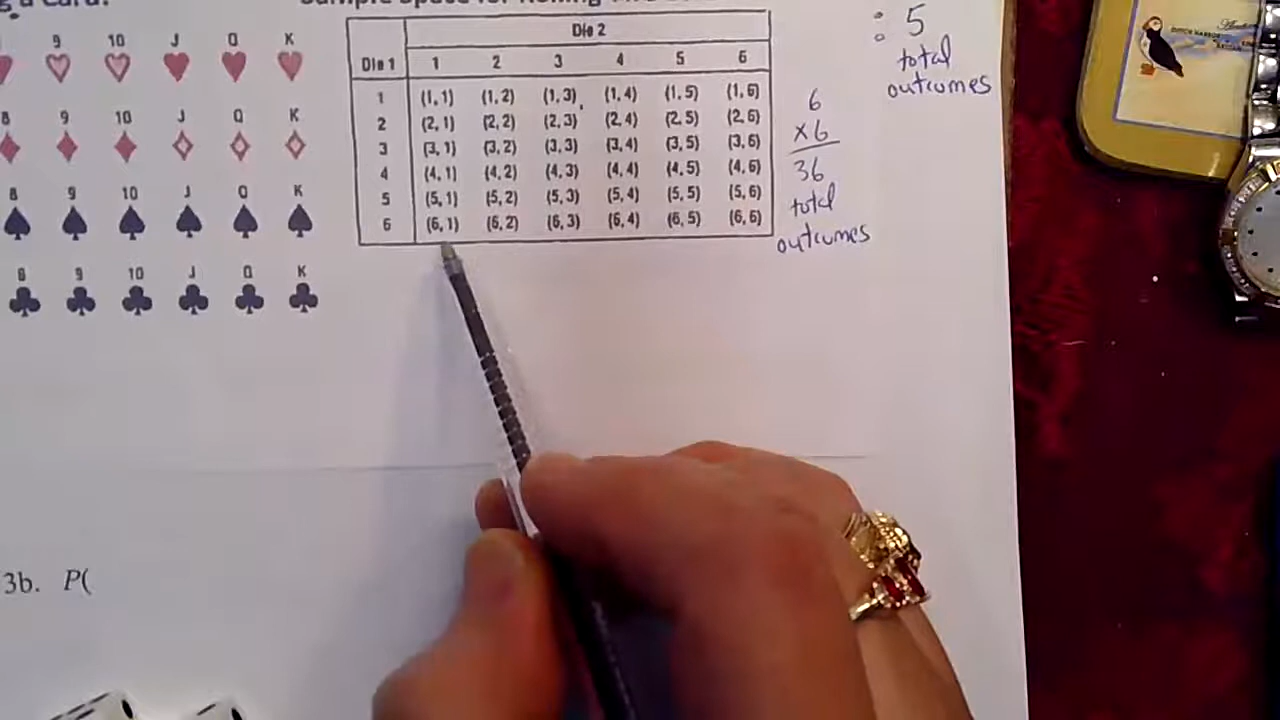 9 10 J Q K
8 9 10 J Q K
8 9 10 J Q K
8 9 10 J Q K
Die 2
Die 1 1 2 3 4 5 6
1 (1, 1) (1, 2) (1, 3) (1, 4) (1, 5) (1, 6)
2 (2, 1) (2, 2) (2, 3) (2, 4) (2, 5) (2, 6)
3 (3, 1) (3, 2) (3, 3) (3, 4) (3, 5) (3, 6)
4 (4, 1) (4, 2) (4, 3) (4, 4) (4, 5) (4, 6)
5 (5, 1) (5, 2) (5, 3) (5, 4) (5, 5) (5, 6)
6 (6, 1) (6, 2) (6, 3) (6, 4) (6, 5) (6, 6)
6
x6
36
total
outcomes
: 5
total
outcomes
DUTCH HARBOR
3b. P(